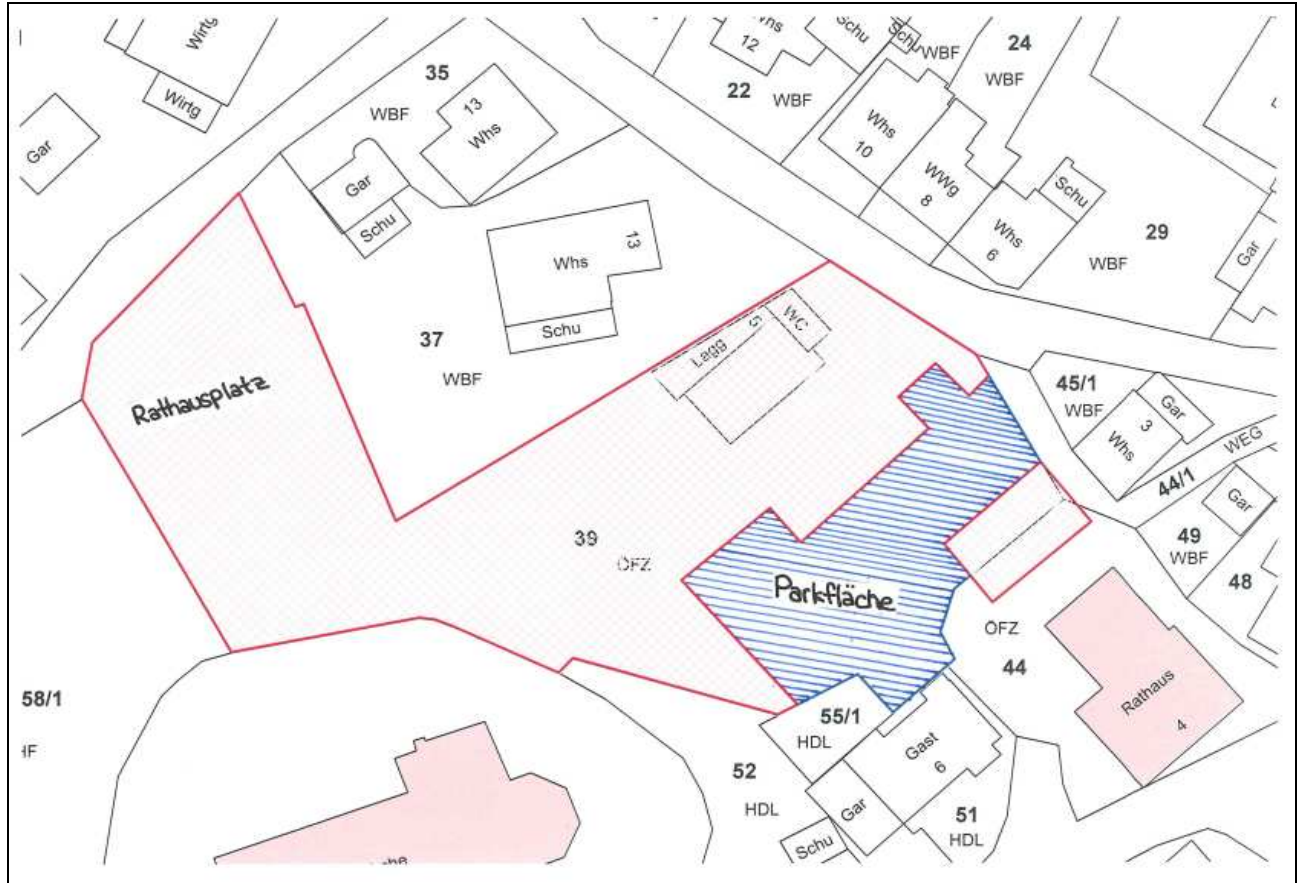 Wirtg
Wirtg
Gar
35
WBF
13
Whs
Gar
Schu
Whs
12
Schu
Schu
WBF
22
WBF
24
WBF
Whs
10
WWg
8
Whs
6
Schu
29
WBF
Gar
Whs
13
Schu
37
WBF
Lagg
5
WC
Rathausplatz
39
ÖFZ
Parkfläche
45/1
WBF
Gar
3
Whs
WEG
44/1
49
WBF
Gar
48
ÖFZ
44
Rathaus
4
58/1
HF
55/1
HDL
52
HDL
Gast
6
Gar
Schu
51
HDL